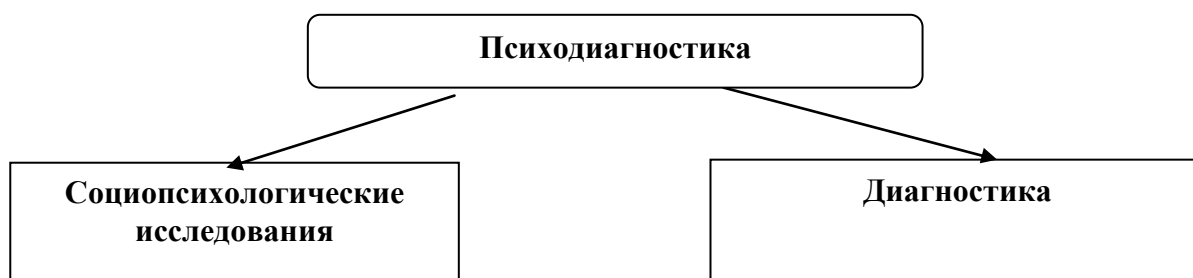 Психодиагностика
Социопсихологические
исследования
Диагностика